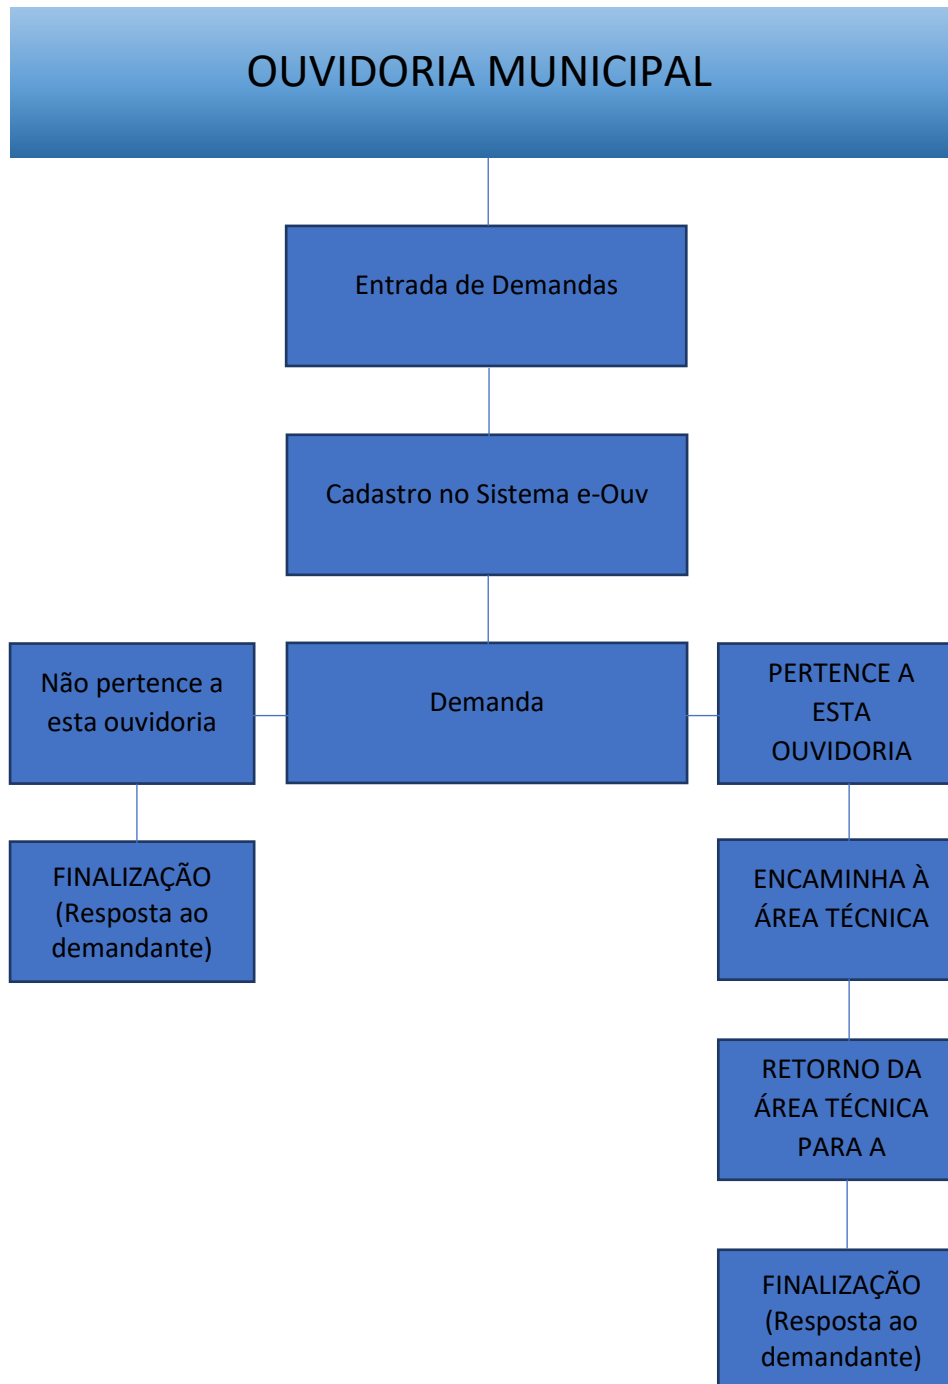 OUVIDORIA MUNICIPAL
Entrada de Demandas
Cadastro no Sistema e-Ouv
Não pertence a
esta ouvidoria
Demanda
PERTENCE A
ESTA
OUVIDORIA
FINALIZAÇÃO
(Resposta ao
demandante)
ENCAMINHA À
ÁREA TÉCNICA
RETORNO DA
ÁREA TÉCNICA
PARA A
FINALIZAÇÃO
(Resposta ao
demandante)